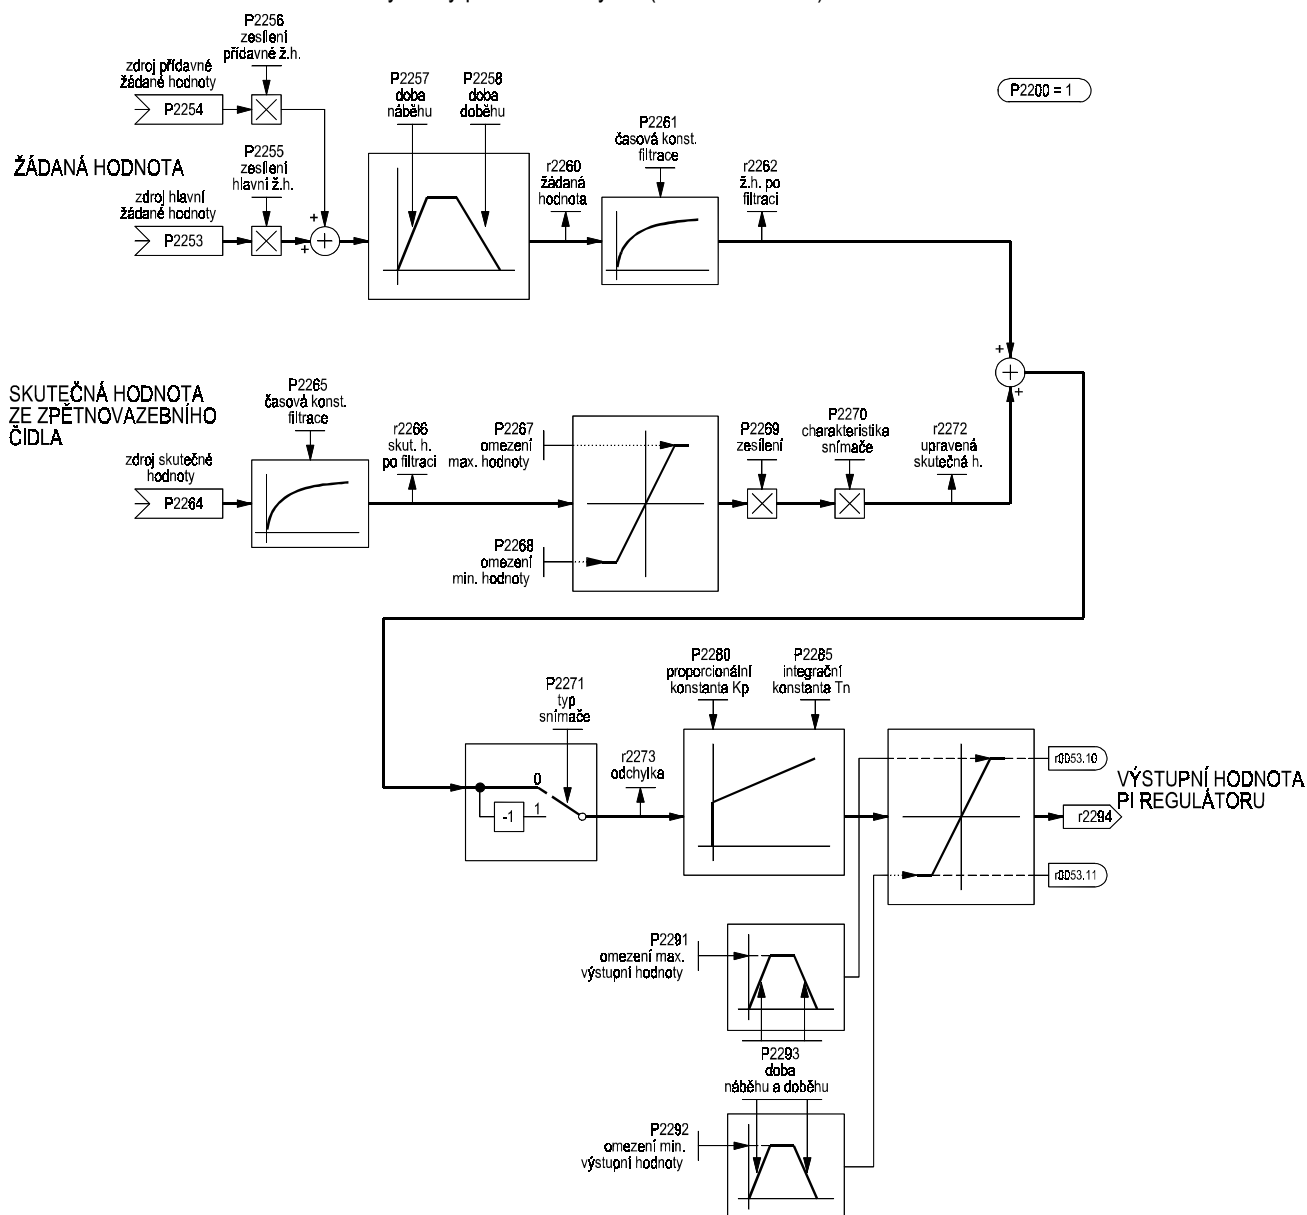 P2256
zesílení
přídavné ž.h.
zdroj přídavné
žádané hodnoty
P2254
P2257
doba
náběhu
P2258
doba
doběhu
P2200 = 1
P2261
časová konst.
filtrace
ŽÁDANÁ HODNOTA
P2255
zesílení
hlavní ž.h.
r2260
žádaná
hodnota
r2262
ž.h. po
filtraci
zdroj hlavní
žádané hodnoty
P2253
+
+
+
+
+
+
SKUTEČNÁ HODNOTA
ZE ZPĚTNOVAZEBNÍHO
ČIDLA
P2265
časová konst.
filtrace
r2266
skut. h.
po filtraci
P2267
omezení
max. hodnoty
P2269
zesílení
P2270
charakteristika
snímače
r2272
upravená
skutečná h.
zdroj skutečné
hodnoty
P2264
P2268
omezení
min. hodnoty
P2280
proporcionální
konstanta Kp
P2285
integrační
konstanta Tn
P2271
typ
snímače
r2273
odchylka
0
-1
1
r0053.10
VÝSTUPNÍ HODNOTA
PI REGULÁTORU
r2294
r0053.11
P2291
omezení max.
výstupní hodnoty
P2293
doba
náběhu a doběhu
P2292
omezení min.
výstupní hodnoty